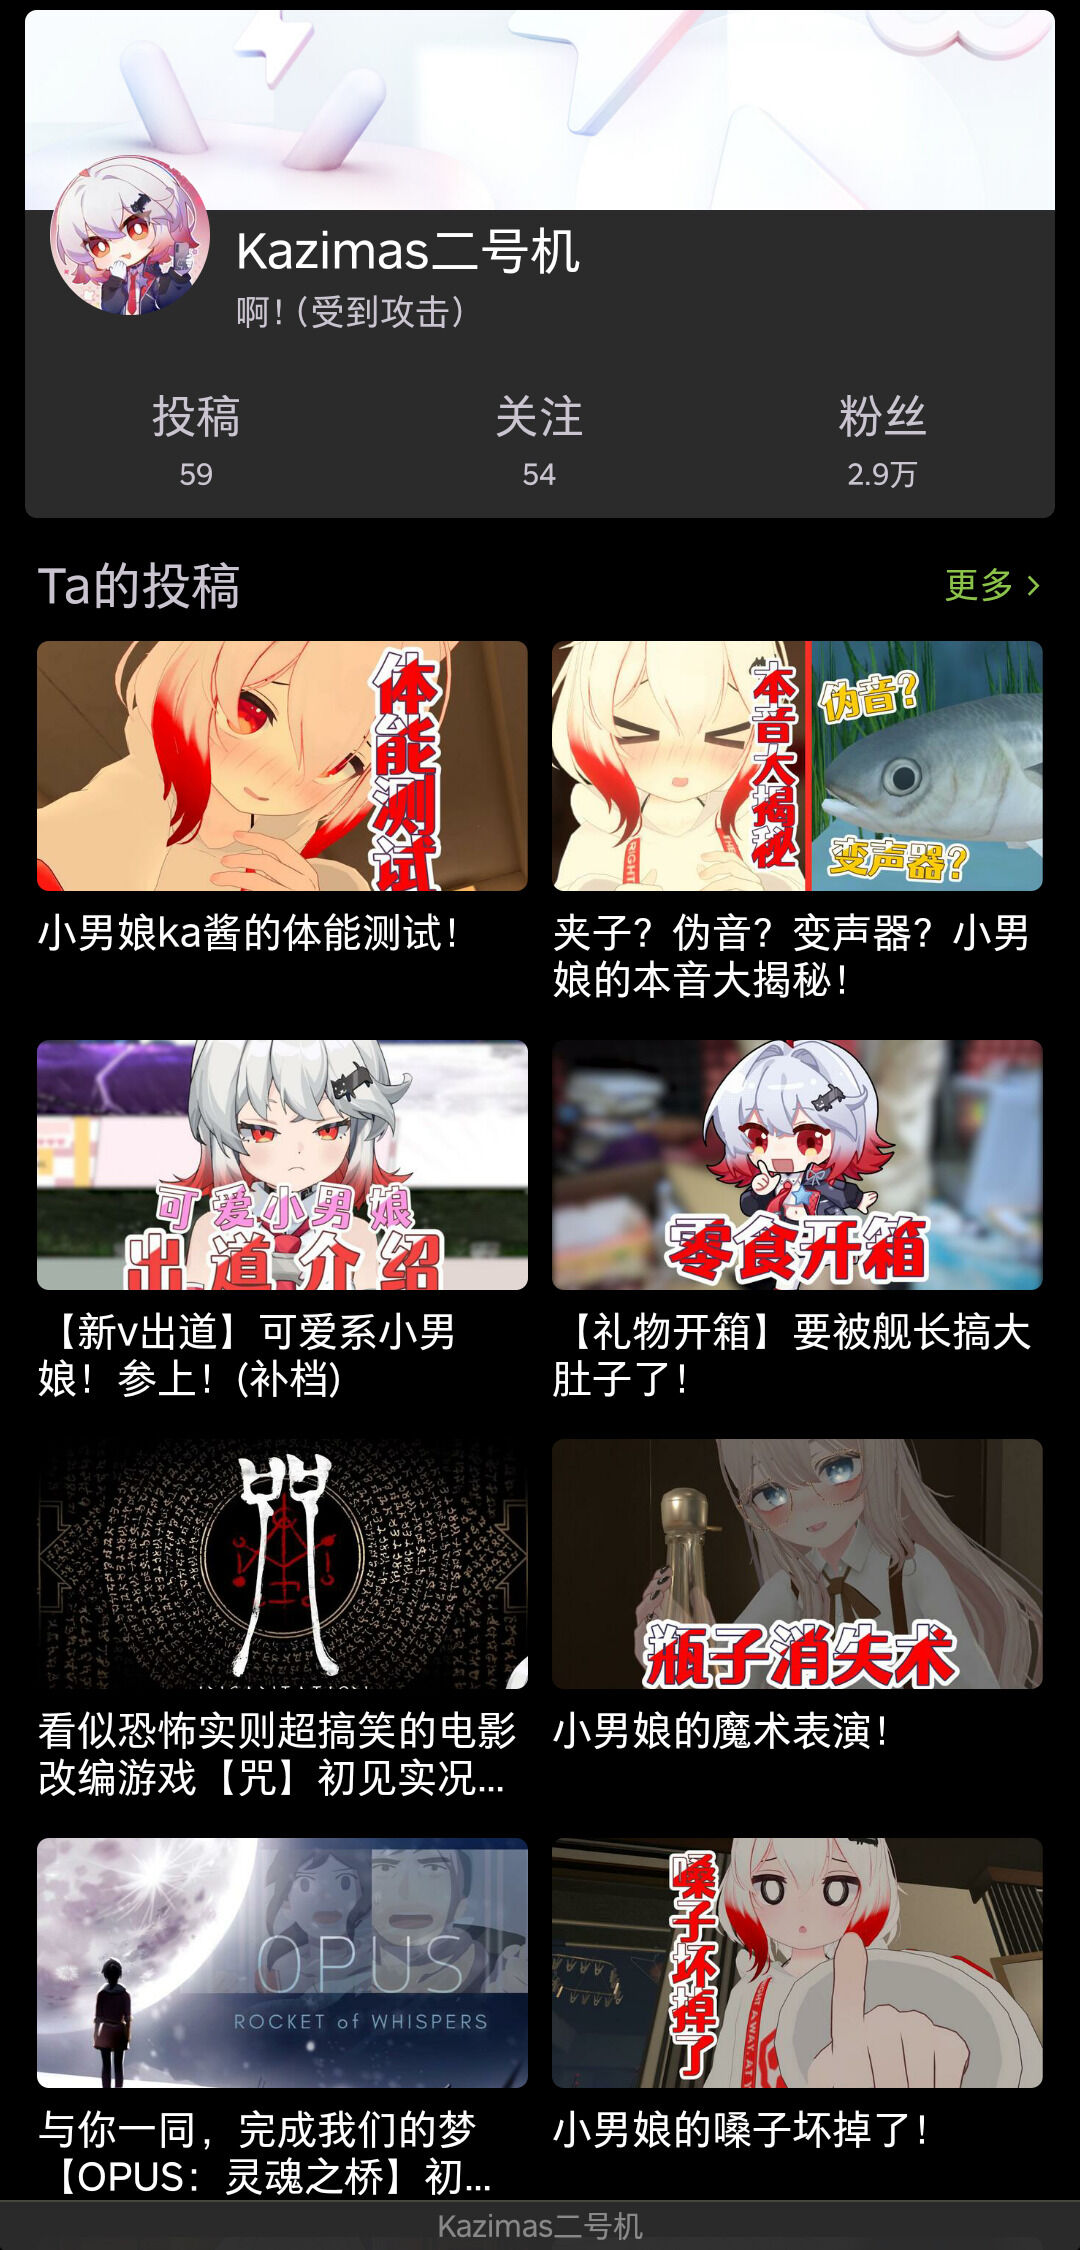 Kazimas二号机
啊！（受到攻击）
投稿
关注
粉丝
59
54
2.9万
Ta的投稿
更多
体能测试
本音大揭秘
伪音？
变声器？
小男娘ka酱的体能测试！
夹子？伪音？变声器？小男
娘的本音大揭秘！
可爱小男娘
出道介绍
零食开箱
【新v出道】可爱系小男
娘！参上！（补档）
【礼物开箱】要被舰长搞大
肚子了！
咒
INCANTATION
瓶子消失术
看似恐怖实则超搞笑的电影
改编游戏【咒】初见实况...
小男娘的魔术表演！
OPUS
ROCKET of WHISPERS
嗓子坏掉了
与你一同，完成我们的梦
【OPUS：灵魂之桥】初...
小男娘的嗓子坏掉了！
Kazimas二号机